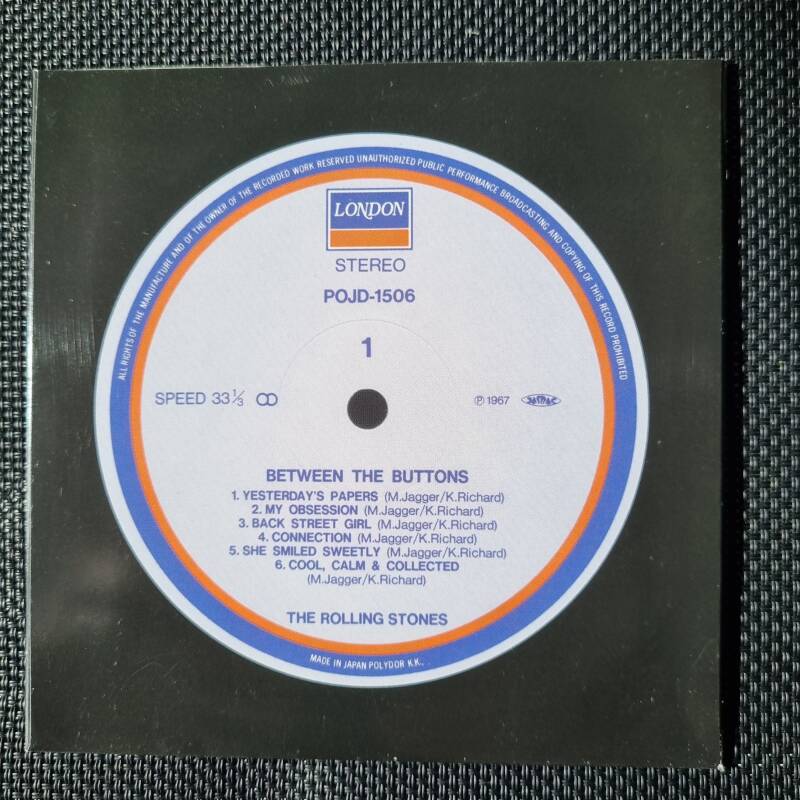 ALL RIGHTS OF THE MANUFACTURE AND OF THE OWNER OF THE RECORDED WORK RESERVED UNAUTHORIZED PUBLIC PERFORMANCE BROADCASTING AND COPYING OF THIS RECORD PROHIBITED
LONDON
STEREO
POJD-1506
1
SPEED 33⅓
℗ 1967 JASRAC
BETWEEN THE BUTTONS
1. YESTERDAY'S PAPERS (M.Jagger/K.Richard)
2. MY OBSESSION (M.Jagger/K.Richard)
3. BACK STREET GIRL (M.Jagger/K.Richard)
4. CONNECTION (M.Jagger/K.Richard)
5. SHE SMILED SWEETLY (M.Jagger/K.Richard)
6. COOL, CALM & COLLECTED
(M.Jagger/K.Richard)
THE ROLLING STONES
MADE IN JAPAN POLYDOR K.K.,